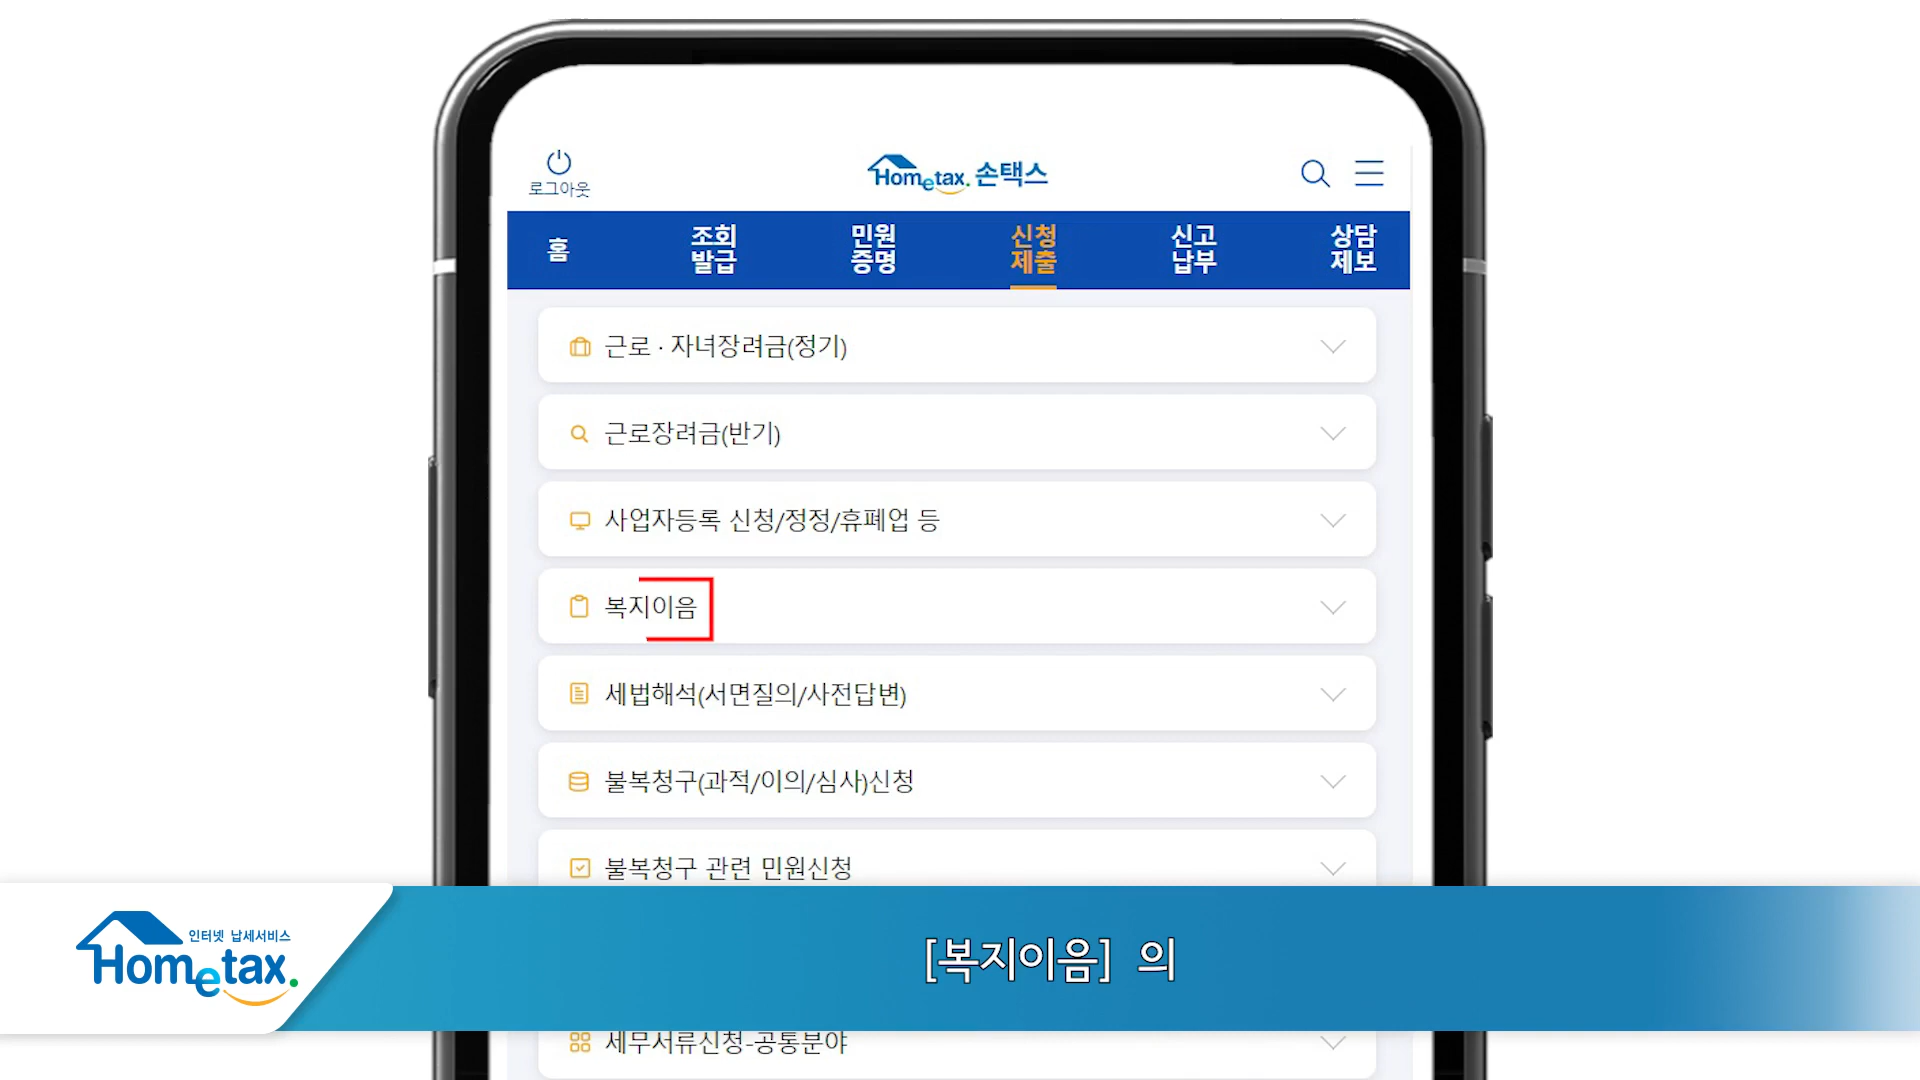 로그아웃
Hometax. 손택스
홈
조회
발급
민원
증명
신청
제출
신고
납부
상담
제보
근로 · 자녀장려금(정기)
근로장려금(반기)
사업자등록 신청/정정/휴폐업 등
복지이음
세법해석(서면질의/사전답변)
불복청구(과적/이의/심사)신청
불복청구 관련 민원신청
인터넷 납세서비스
Hometax.
[복지이음] 의
세무서류신청-공통분야